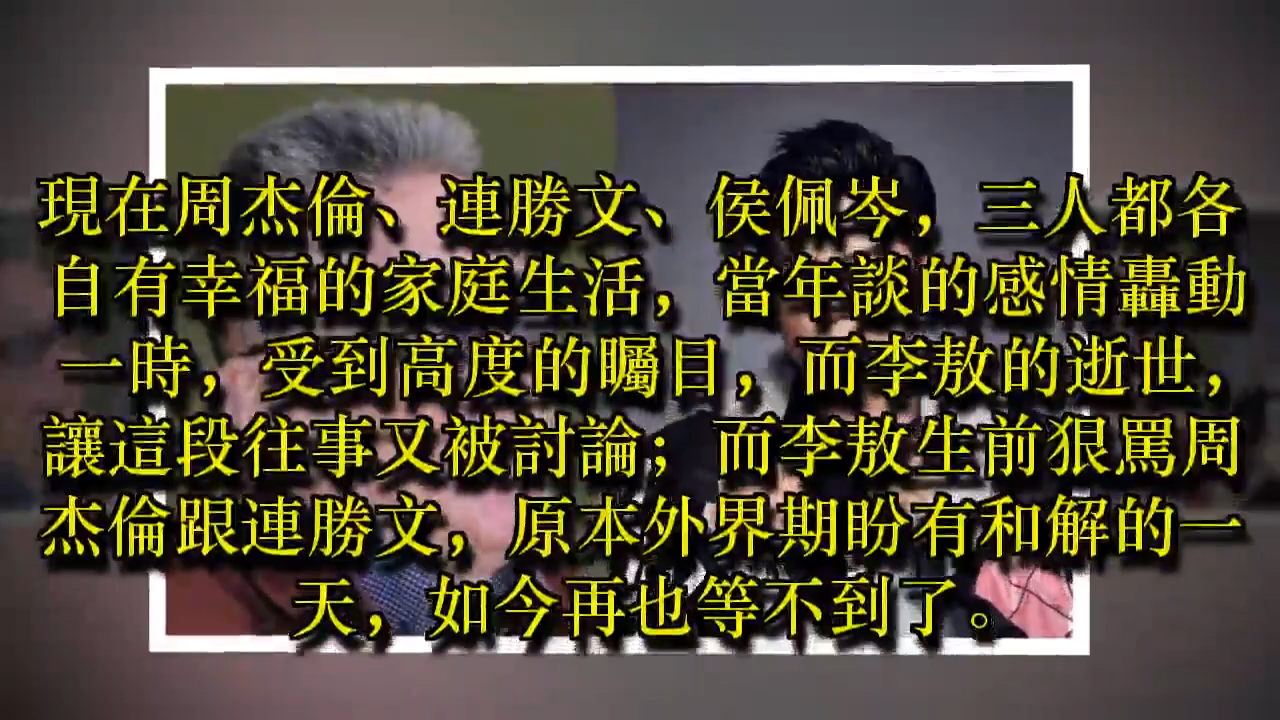 現在周杰倫、連勝文、侯佩岑，三人都各
自有幸福的家庭生活，當年談的感情轟動
一時，受到高度的矚目，而李敖的逝世，
讓這段往事又被討論；而李敖生前狠罵周
杰倫跟連勝文，原本外界期盼有和解的一
天，如今再也等不到了。